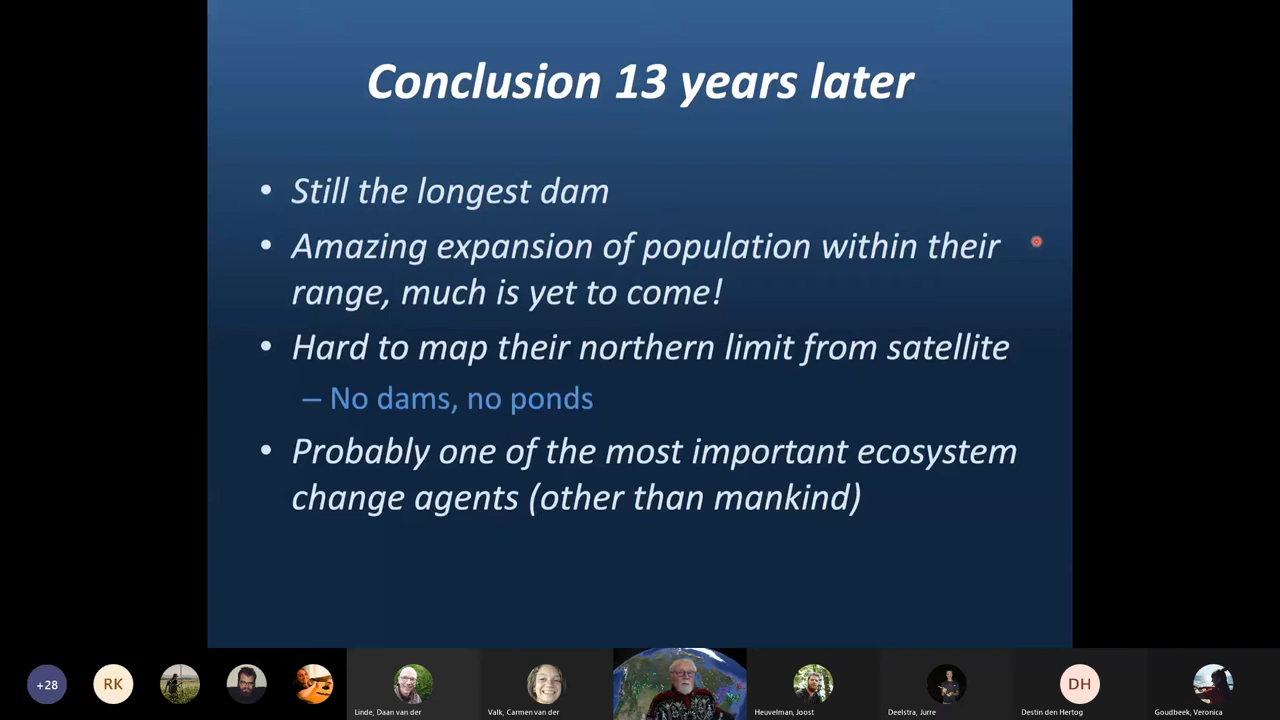 Conclusion 13 years later
• Still the longest dam
• Amazing expansion of population within their
range, much is yet to come!
• Hard to map their northern limit from satellite
– No dams, no ponds
• Probably one of the most important ecosystem
change agents (other than mankind)
+28
RK
DH
Linde, Daan van der
Valk, Carmen van der
Heuvelman, Joost
Deelstra, Jurre
Destin den Hertog
Goudbeek, Veronica